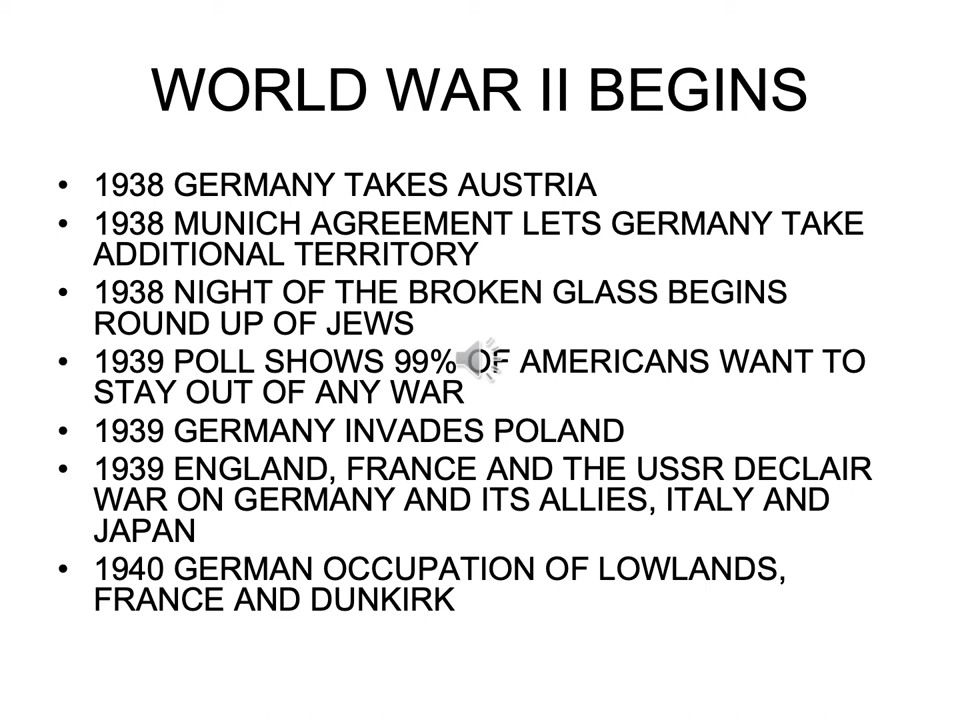 WORLD WAR II BEGINS
• 1938 GERMANY TAKES AUSTRIA
• 1938 MUNICH AGREEMENT LETS GERMANY TAKE
ADDITIONAL TERRITORY
• 1938 NIGHT OF THE BROKEN GLASS BEGINS
ROUND UP OF JEWS
• 1939 POLL SHOWS 99% OF AMERICANS WANT TO
STAY OUT OF ANY WAR
• 1939 GERMANY INVADES POLAND
• 1939 ENGLAND, FRANCE AND THE USSR DECLAIR
WAR ON GERMANY AND ITS ALLIES, ITALY AND
JAPAN
• 1940 GERMAN OCCUPATION OF LOWLANDS,
FRANCE AND DUNKIRK